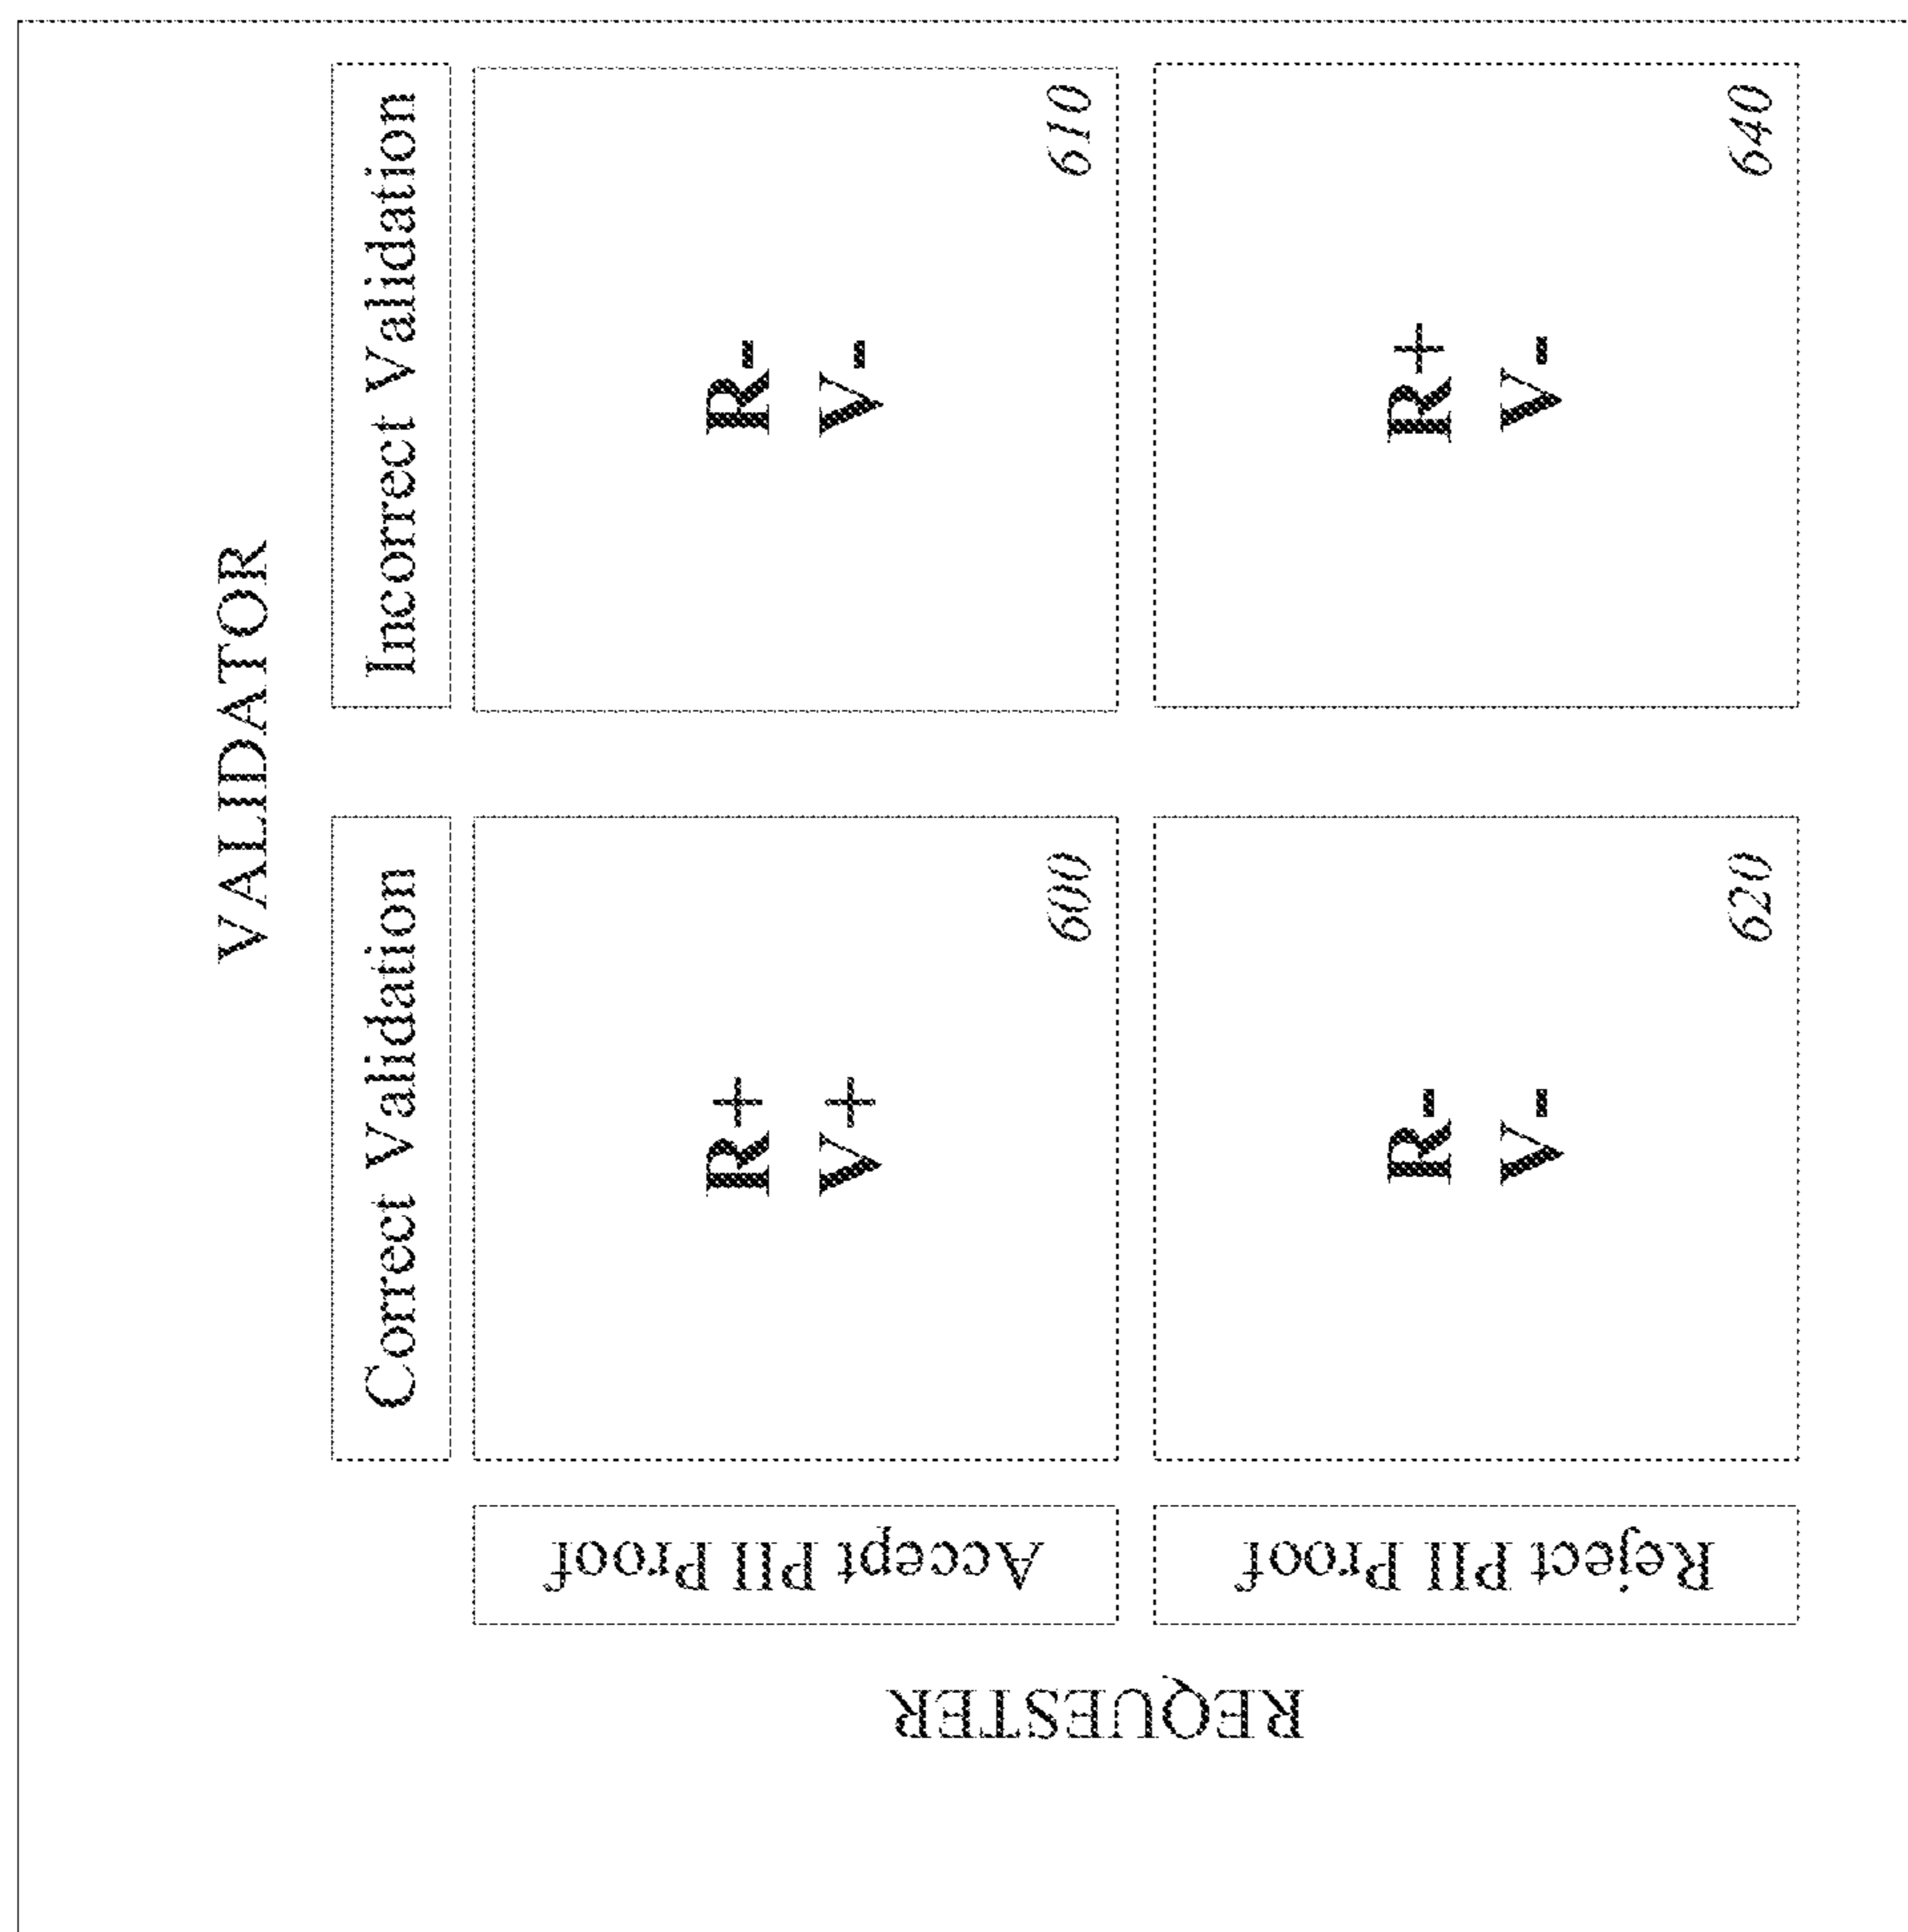 VALIDATOR
Correct Validation
Incorrect Validation
REQUESTER
Accept PII Proof
R+
V+
600
R-
V-
610
Reject PII Proof
R-
V-
620
R+
V-
640